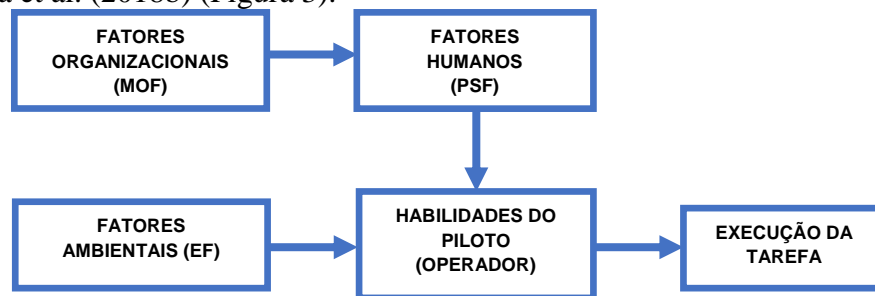 et al. (2018b) (Figura 3).
FATORES
ORGANIZACIONAIS
(MOF)
FATORES
HUMANOS
(PSF)
FATORES
AMBIENTAIS (EF)
HABILIDADES DO
PILOTO
(OPERADOR)
EXECUÇÃO DA
TAREFA